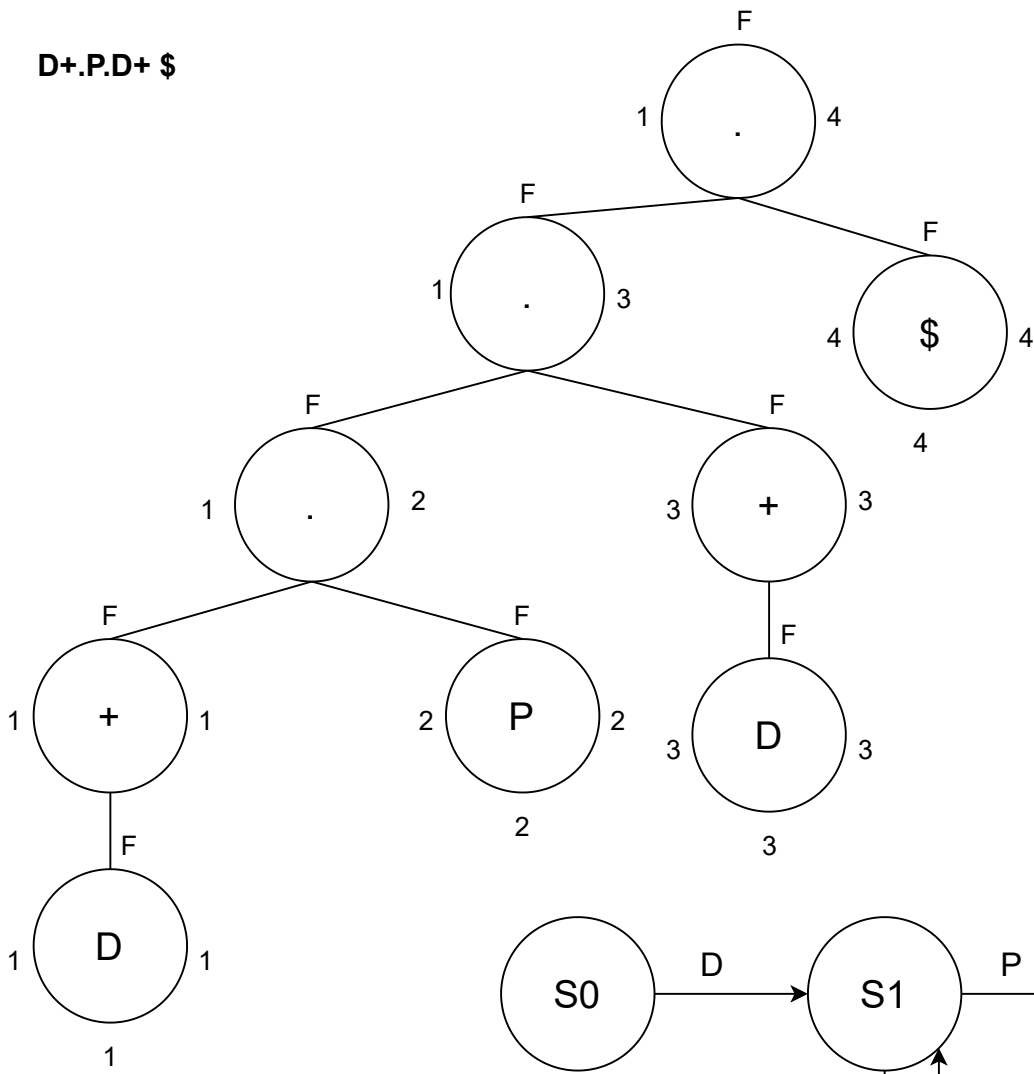 F
D+.P.D+ $
1 . 4
F
F
1 . 3
4 $ 4
F
F
4
1 . 2
3 + 3
F
F
F
1 + 1
2 P 2
3 D 3
2
F
3
1 D 1
S0
D
S1
P
1